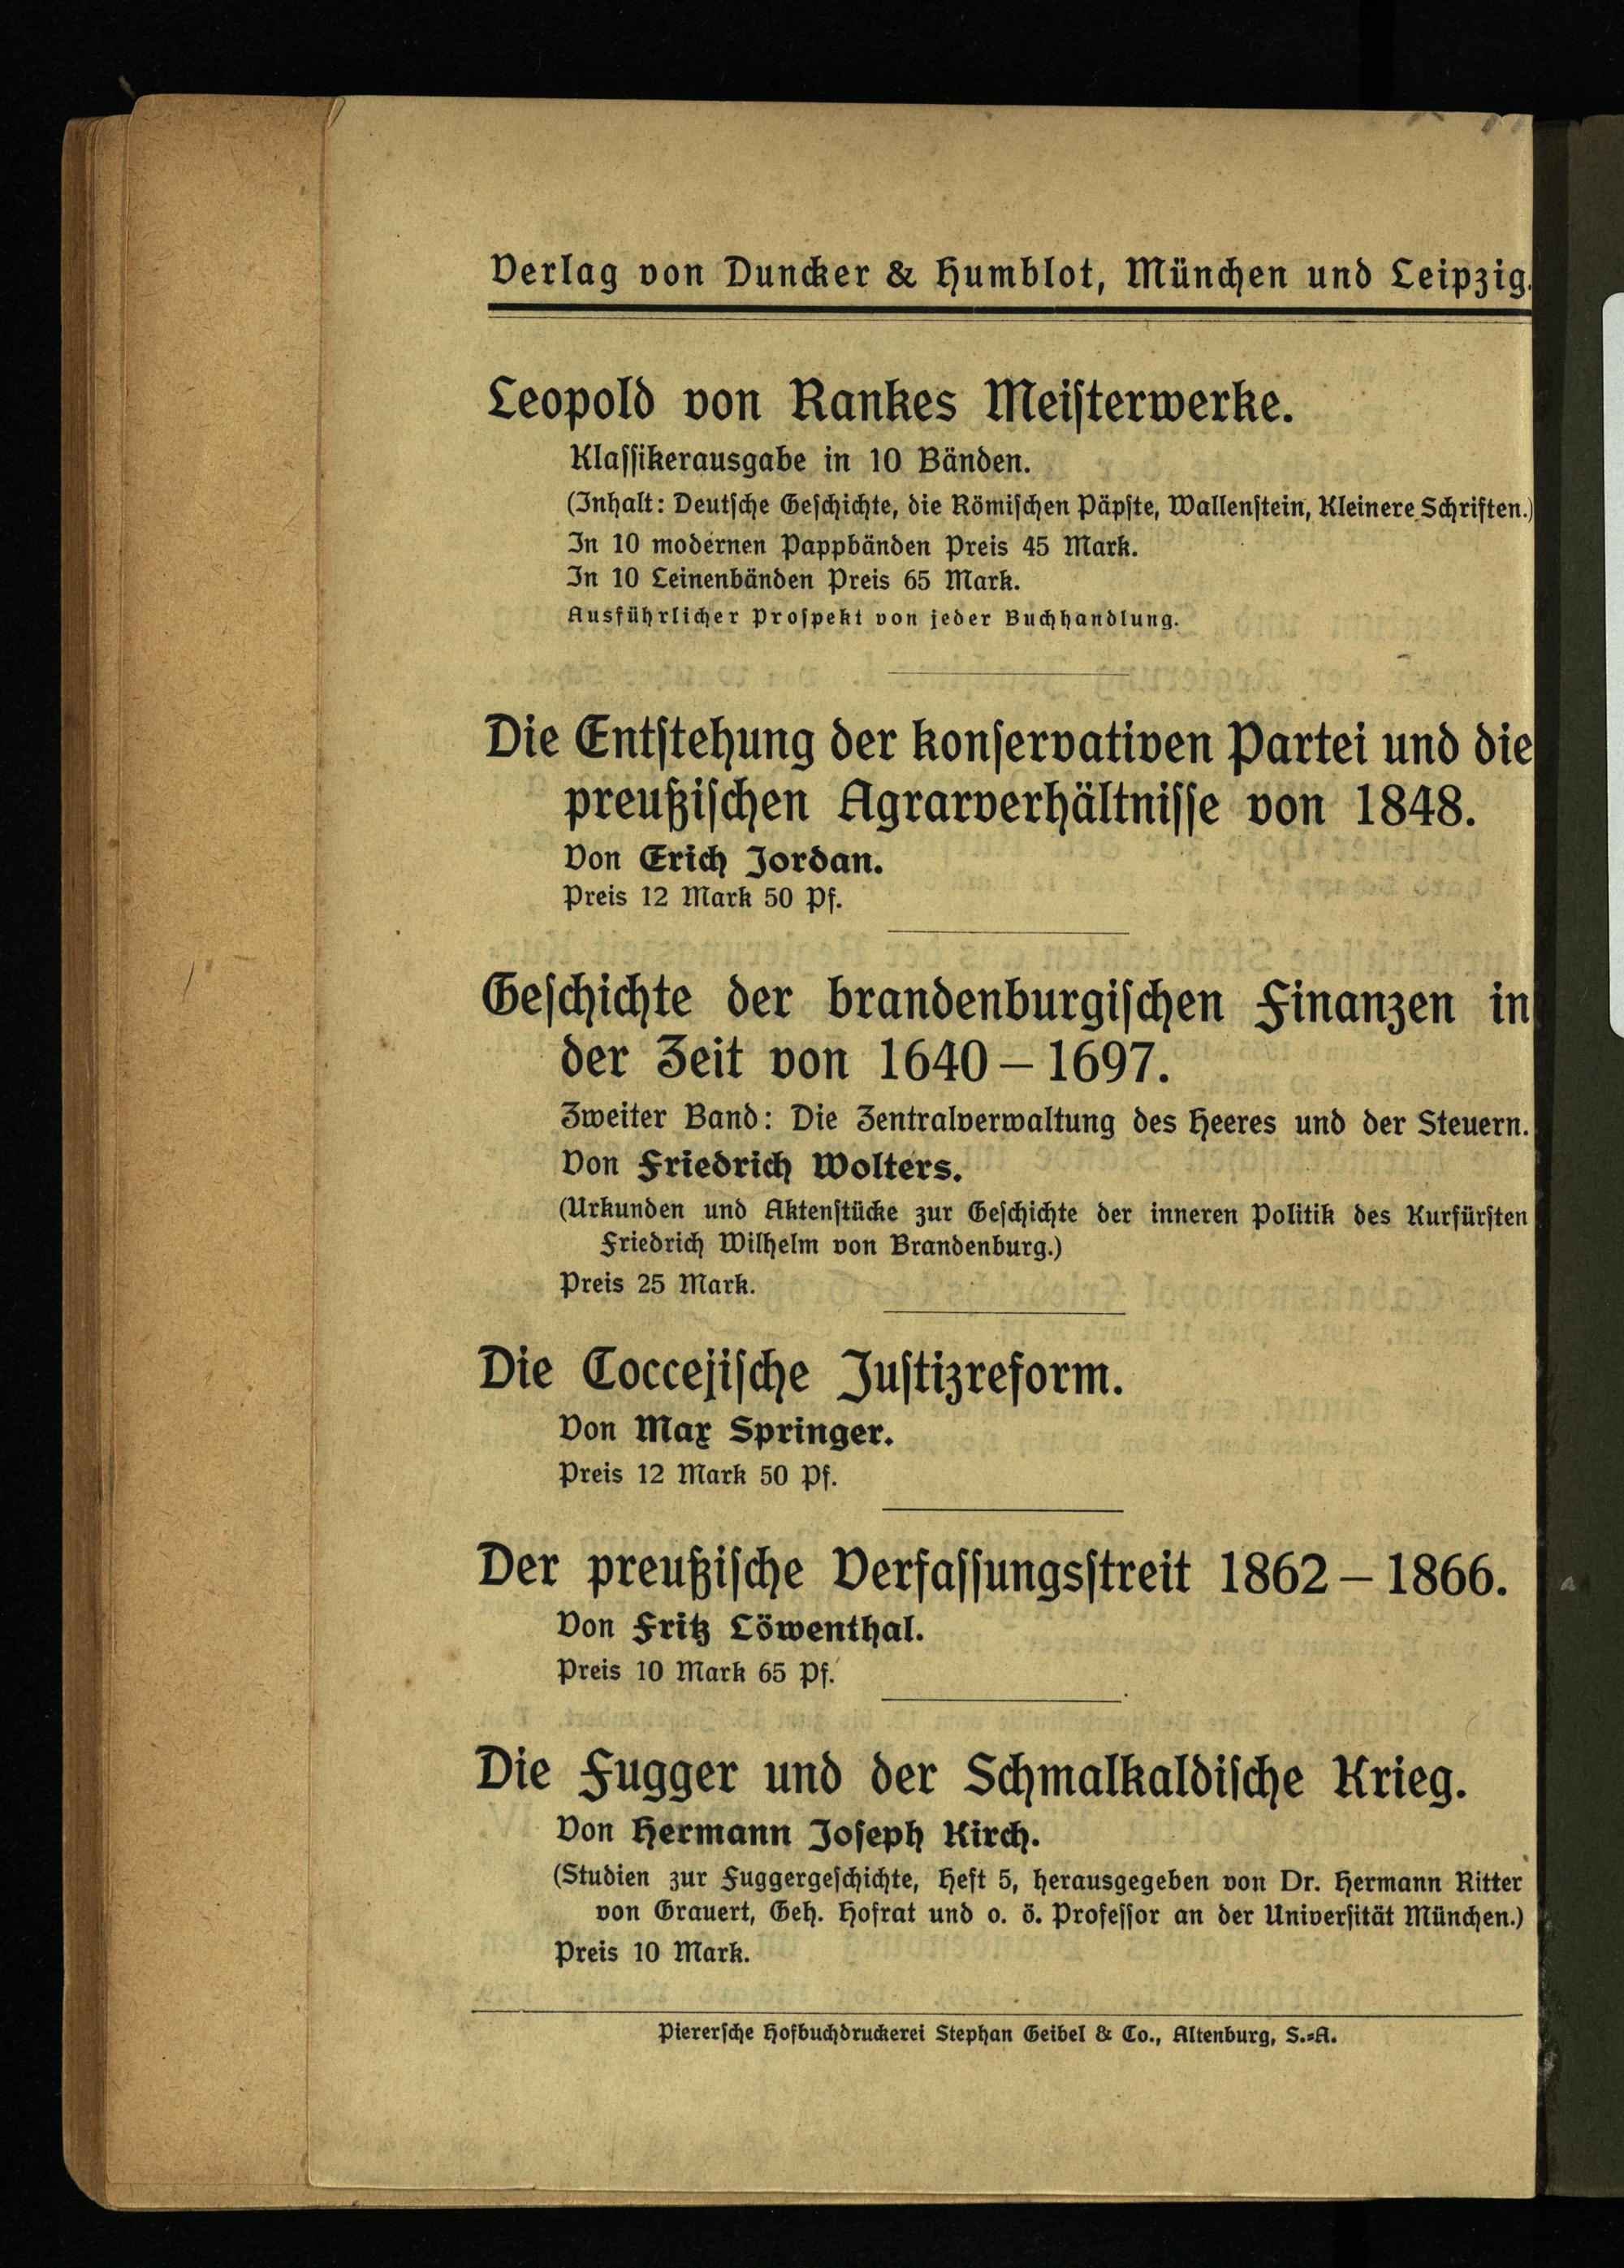 Verlag von Duncker & Humblot, München und Leipzig.
Leopold von Rankes Meisterwerke.
Klassikerausgabe in 10 Bänden.
(Inhalt: Deutsche Geschichte, die Römischen Päpste, Wallenstein, Kleinere Schriften.)
In 10 modernen Pappbänden Preis 45 Mark.
In 10 Leinenbänden Preis 65 Mark.
Ausführlicher Prospekt von jeder Buchhandlung.
Die Entstehung der konservativen Partei und die
preußischen Agrarverhältnisse von 1848.
Von Erich Jordan.
Preis 12 Mark 50 Pf.
Geschichte der brandenburgischen Finanzen in
der Zeit von 1640–1697.
Zweiter Band: Die Zentralverwaltung des Heeres und der Steuern.
Von Friedrich Wolters.
(Urkunden und Aktenstücke zur Geschichte der inneren Politik des Kurfürsten
Friedrich Wilhelm von Brandenburg.)
Preis 25 Mark.
Die Coccejische Justizreform.
Von Max Springer.
Preis 12 Mark 50 Pf.
Der preußische Verfassungsstreit 1862–1866.
Von Fritz Löwenthal.
Preis 10 Mark 65 Pf.
Die Fugger und der Schmalkaldische Krieg.
Von Hermann Joseph Kirch.
(Studien zur Fuggergeschichte, Heft 5, herausgegeben von Dr. Hermann Ritter
von Grauert, Geh. Hofrat und o. ö. Professor an der Universität München.)
Preis 10 Mark.
Pierersche Hofbuchdruckerei Stephan Geibel & Co., Altenburg, S.-A.